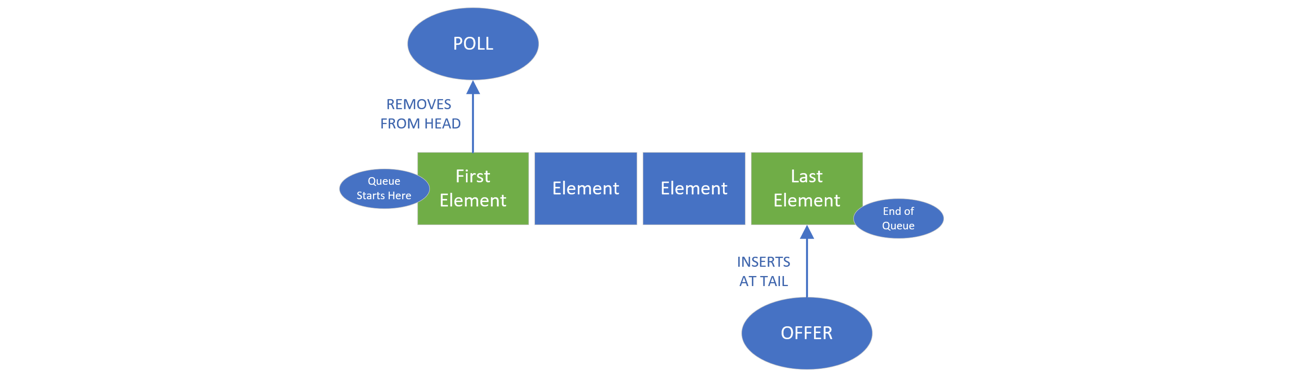 POLL
REMOVES
FROM HEAD
Queue
Starts Here
First
Element
Element
Element
Last
Element
End of
Queue
INSERTS
AT TAIL
OFFER